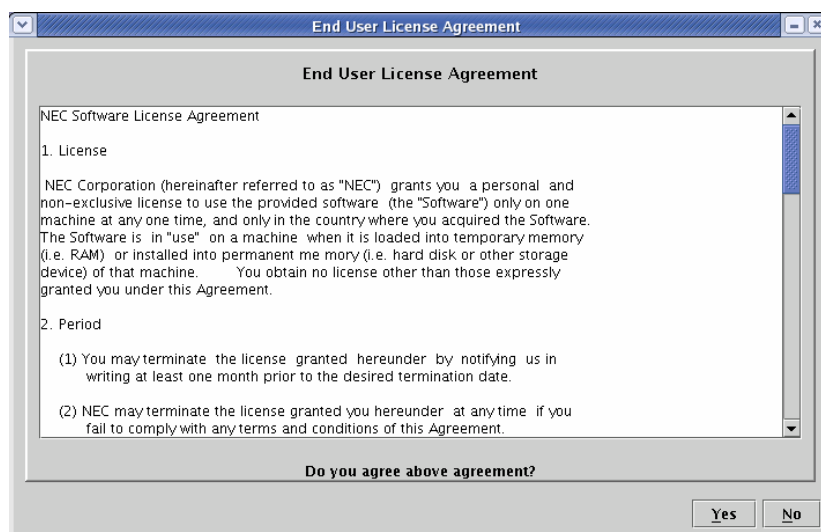 End User License Agreement
End User License Agreement
NEC Software License Agreement
1. License
NEC Corporation (hereinafter referred to as "NEC") grants you a personal and
non-exclusive license to use the provided software (the "Software") only on one
machine at any one time, and only in the country where you acquired the Software.
The Software is in "use" on a machine when it is loaded into temporary memory
(i.e. RAM) or installed into permanent me mory (i.e. hard disk or other storage
device) of that machine. You obtain no license other than those expressly
granted you under this Agreement.
2. Period
(1) You may terminate the license granted hereunder by notifying us in
writing at least one month prior to the desired termination date.
(2) NEC may terminate the license granted you hereunder at any time if you
fail to comply with any terms and conditions of this Agreement.
Do you agree above agreement?
Yes No